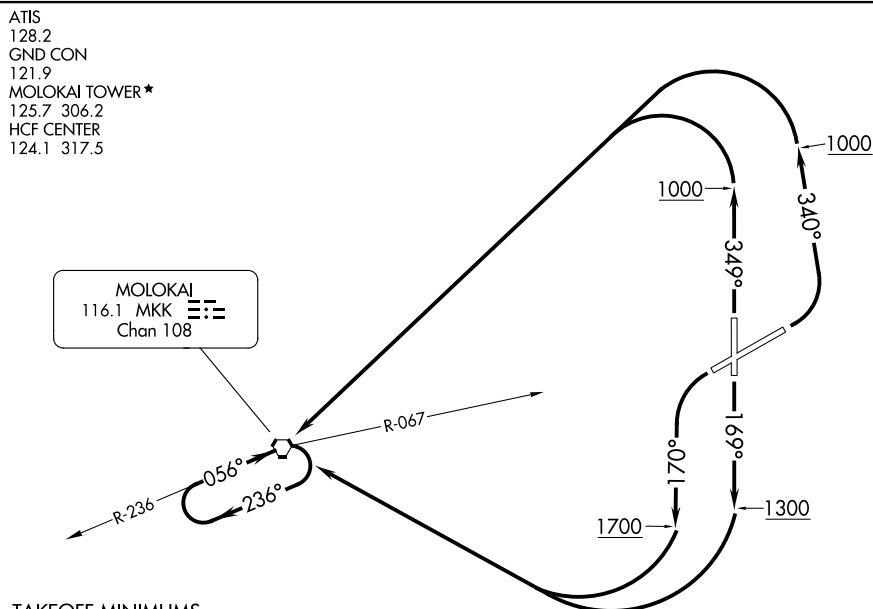 ATIS
128.2
GND CON
121.9
MOLOKAI TOWER★
125.7 306.2
HCF CENTER
124.1 317.5
1000
1000
340°
349°
MOLOKAI
116.1 MKK
Chan 108
R-067
056°
236°
R-236
170°
169°
1300
1700
TAKEOFF MINIMUMS